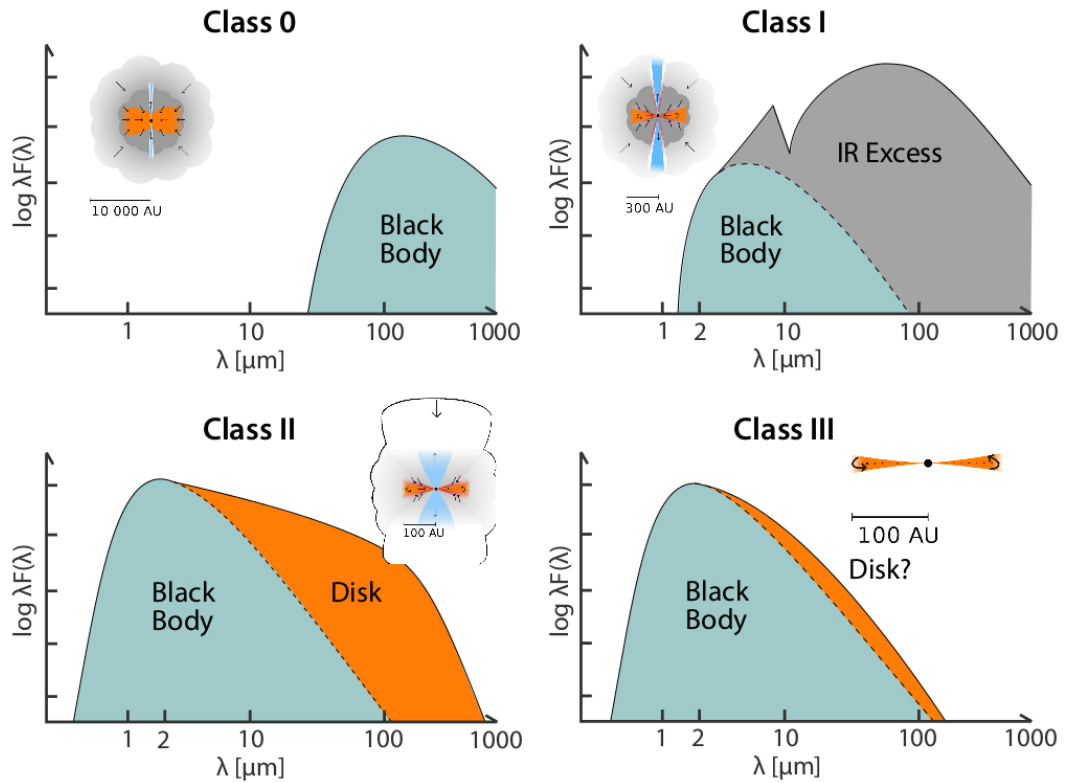 Class 0
log λF(λ)
10 000 AU
Black
Body
1 10 100 1000
λ [μm]
Class I
log λF(λ)
300 AU
IR Excess
Black
Body
1 2 10 100 1000
λ [μm]
Class II
log λF(λ)
100 AU
Black
Body
Disk
1 2 10 100 1000
λ [μm]
Class III
log λF(λ)
100 AU
Disk?
Black
Body
1 2 10 100 1000
λ [μm]